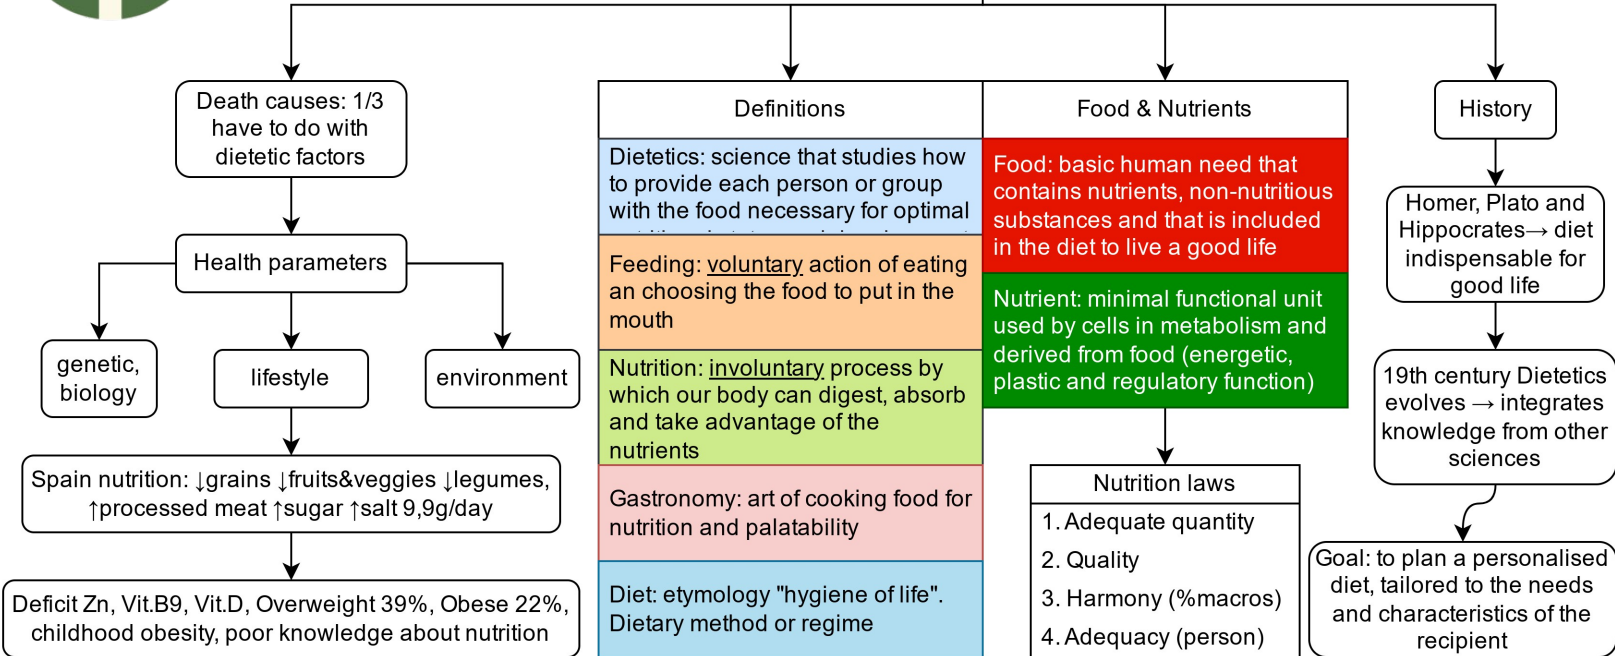 Death causes: 1/3
have to do with
dietetic factors
Health parameters
genetic,
biology
lifestyle
environment
Spain nutrition: ↓grains ↓fruits&veggies ↓legumes,
↑processed meat ↑sugar ↑salt 9,9g/day
Deficit Zn, Vit.B9, Vit.D, Overweight 39%, Obese 22%,
childhood obesity, poor knowledge about nutrition
Definitions
Dietetics: science that studies how
to provide each person or group
with the food necessary for optimal
Feeding: voluntary action of eating
an choosing the food to put in the
mouth
Nutrition: involuntary process by
which our body can digest, absorb
and take advantage of the
nutrients
Gastronomy: art of cooking food for
nutrition and palatability
Diet: etymology "hygiene of life".
Dietary method or regime
Food & Nutrients
Food: basic human need that
contains nutrients, non-nutritious
substances and that is included
in the diet to live a good life
Nutrient: minimal functional unit
used by cells in metabolism and
derived from food (energetic,
plastic and regulatory function)
Nutrition laws
1. Adequate quantity
2. Quality
3. Harmony (%macros)
4. Adequacy (person)
History
Homer, Plato and
Hippocrates→ diet
indispensable for
good life
19th century Dietetics
evolves → integrates
knowledge from other
sciences
Goal: to plan a personalised
diet, tailored to the needs
and characteristics of the
recipient